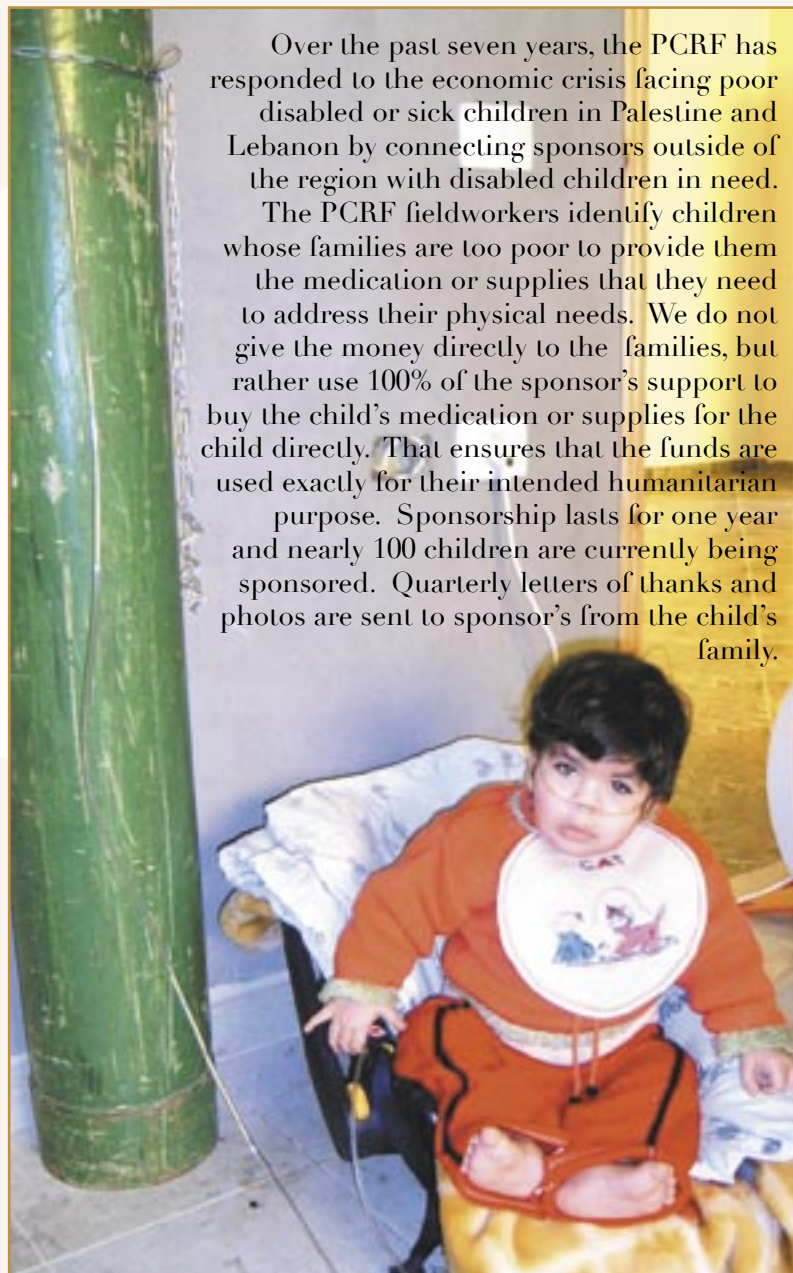 Over the past seven years, the PCRF has
responded to the economic crisis facing poor
disabled or sick children in Palestine and
Lebanon by connecting sponsors outside of
the region with disabled children in need.
The PCRF fieldworkers identify children
whose families are too poor to provide them
the medication or supplies that they need
to address their physical needs. We do not
give the money directly to the families, but
rather use 100% of the sponsor's support to
buy the child's medication or supplies for the
child directly. That ensures that the funds are
used exactly for their intended humanitarian
purpose. Sponsorship lasts for one year
and nearly 100 children are currently being
sponsored. Quarterly letters of thanks and
photos are sent to sponsor's from the child's
family.
CAT